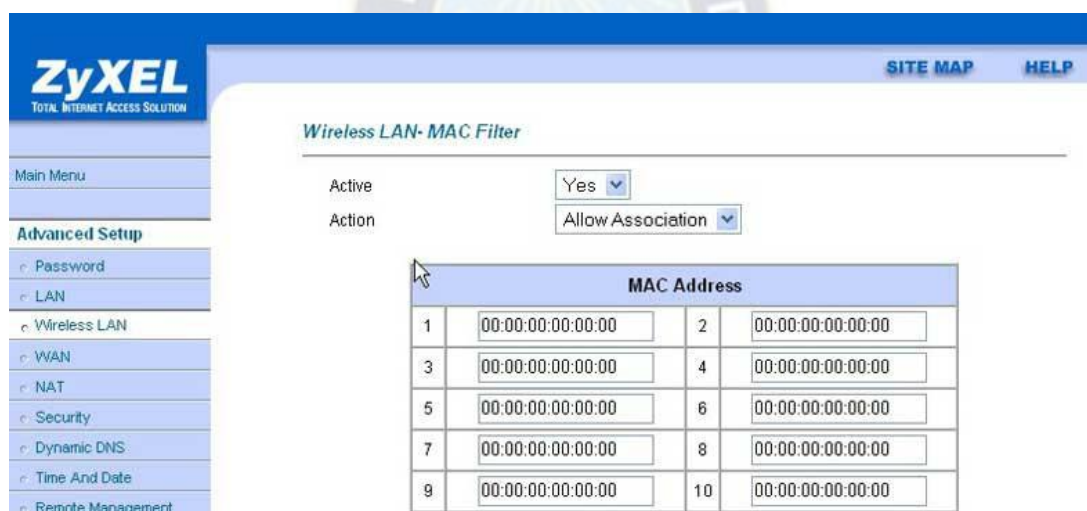 ZyXEL
TOTAL INTERNET ACCESS SOLUTION
SITE MAP HELP
Main Menu
Advanced Setup
Password
LAN
Wireless LAN
WAN
NAT
Security
Dynamic DNS
Time And Date
Remote Management
Wireless LAN- MAC Filter
Active Yes
Action Allow Association
MAC Address
1 00:00:00:00:00:00 2 00:00:00:00:00:00
3 00:00:00:00:00:00 4 00:00:00:00:00:00
5 00:00:00:00:00:00 6 00:00:00:00:00:00
7 00:00:00:00:00:00 8 00:00:00:00:00:00
9 00:00:00:00:00:00 10 00:00:00:00:00:00